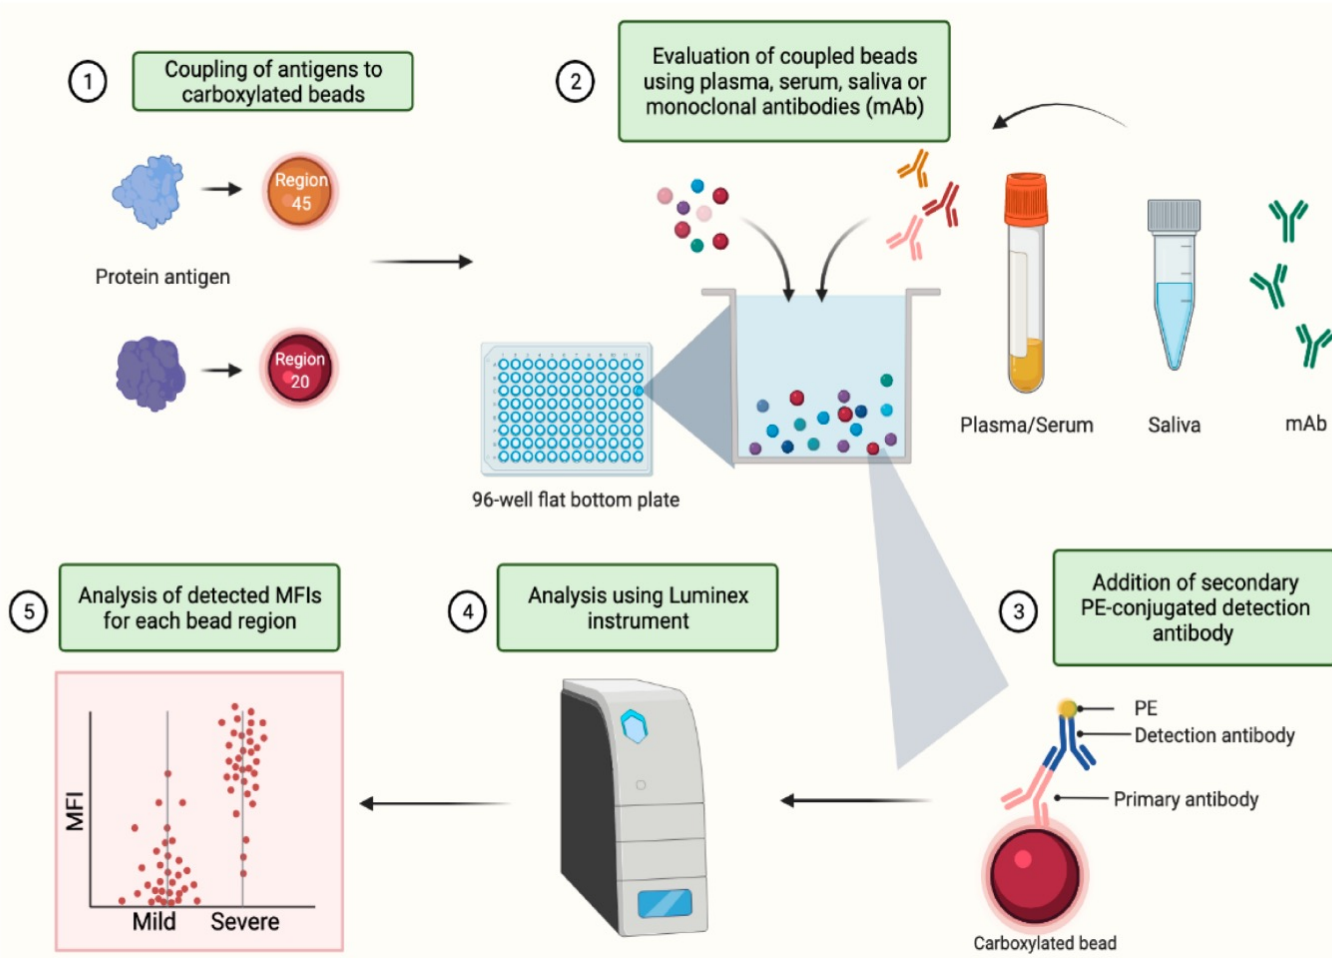 1
Coupling of antigens to
carboxylated beads
Region
45
Protein antigen
Region
20
2
Evaluation of coupled beads
using plasma, serum, saliva or
monoclonal antibodies (mAb)
96-well flat bottom plate
Plasma/Serum
Saliva
mAb
3
Addition of secondary
PE-conjugated detection
antibody
PE
Detection antibody
Primary antibody
Carboxylated bead
4
Analysis using Luminex
instrument
5
Analysis of detected MFIs
for each bead region
MFI
Mild
Severe